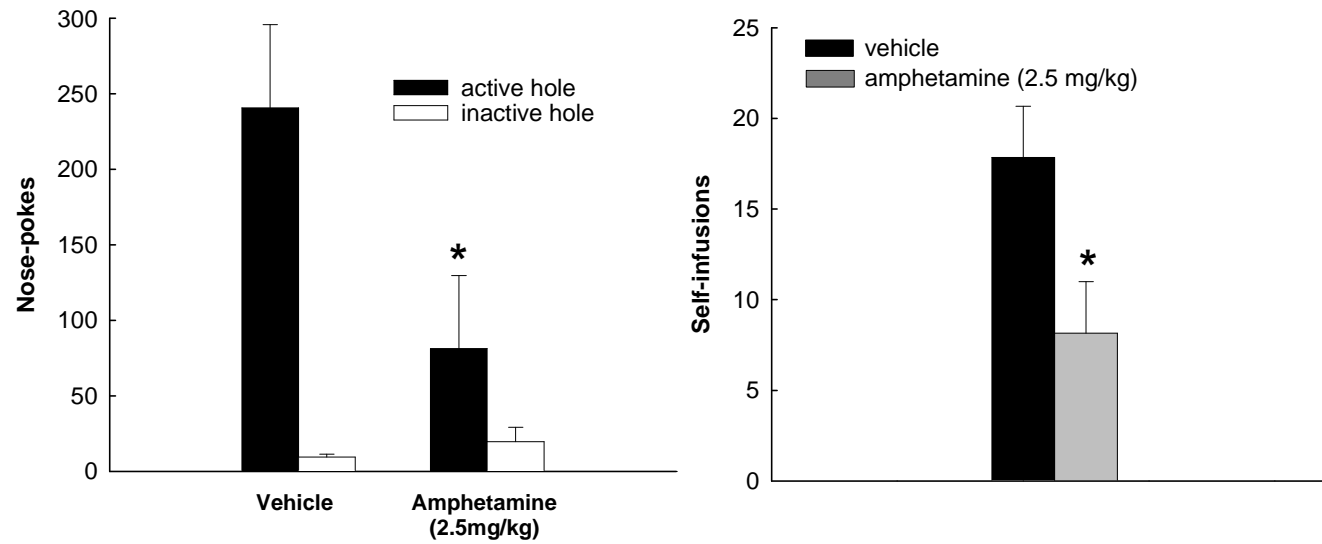 300
250
200
150
100
50
0
Nose-pokes
active hole
inactive hole
*
Vehicle
Amphetamine
(2.5mg/kg)
25
20
15
10
5
0
Self-infusions
vehicle
amphetamine (2.5 mg/kg)
*